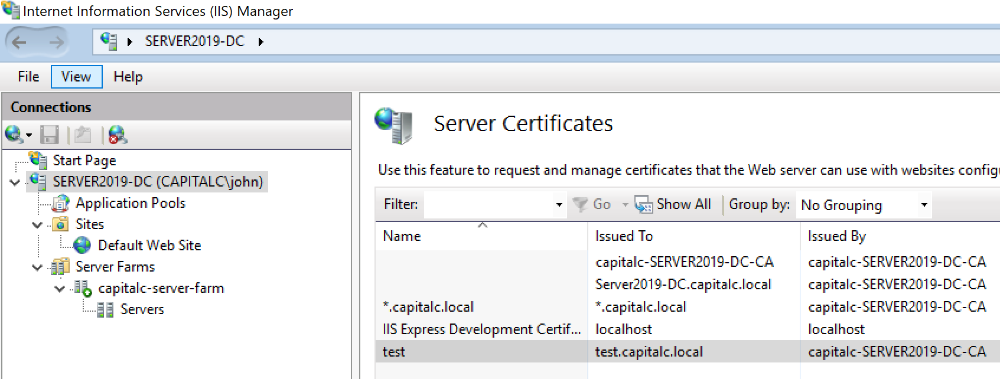 Internet Information Services (IIS) Manager
SERVER2019-DC
File View Help
Connections
Start Page
SERVER2019-DC (CAPITALC\john)
Application Pools
Sites
Default Web Site
Server Farms
capitalc-server-farm
Servers
Server Certificates
Use this feature to request and manage certificates that the Web server can use with websites config
Filter: Go Show All Group by: No Grouping
Name Issued To Issued By
capitalc-SERVER2019-DC-CA capitalc-SERVER2019-DC-CA
Server2019-DC.capitalc.local capitalc-SERVER2019-DC-CA
*.capitalc.local *.capitalc.local capitalc-SERVER2019-DC-CA
IIS Express Development Certif... localhost localhost
test test.capitalc.local capitalc-SERVER2019-DC-CA